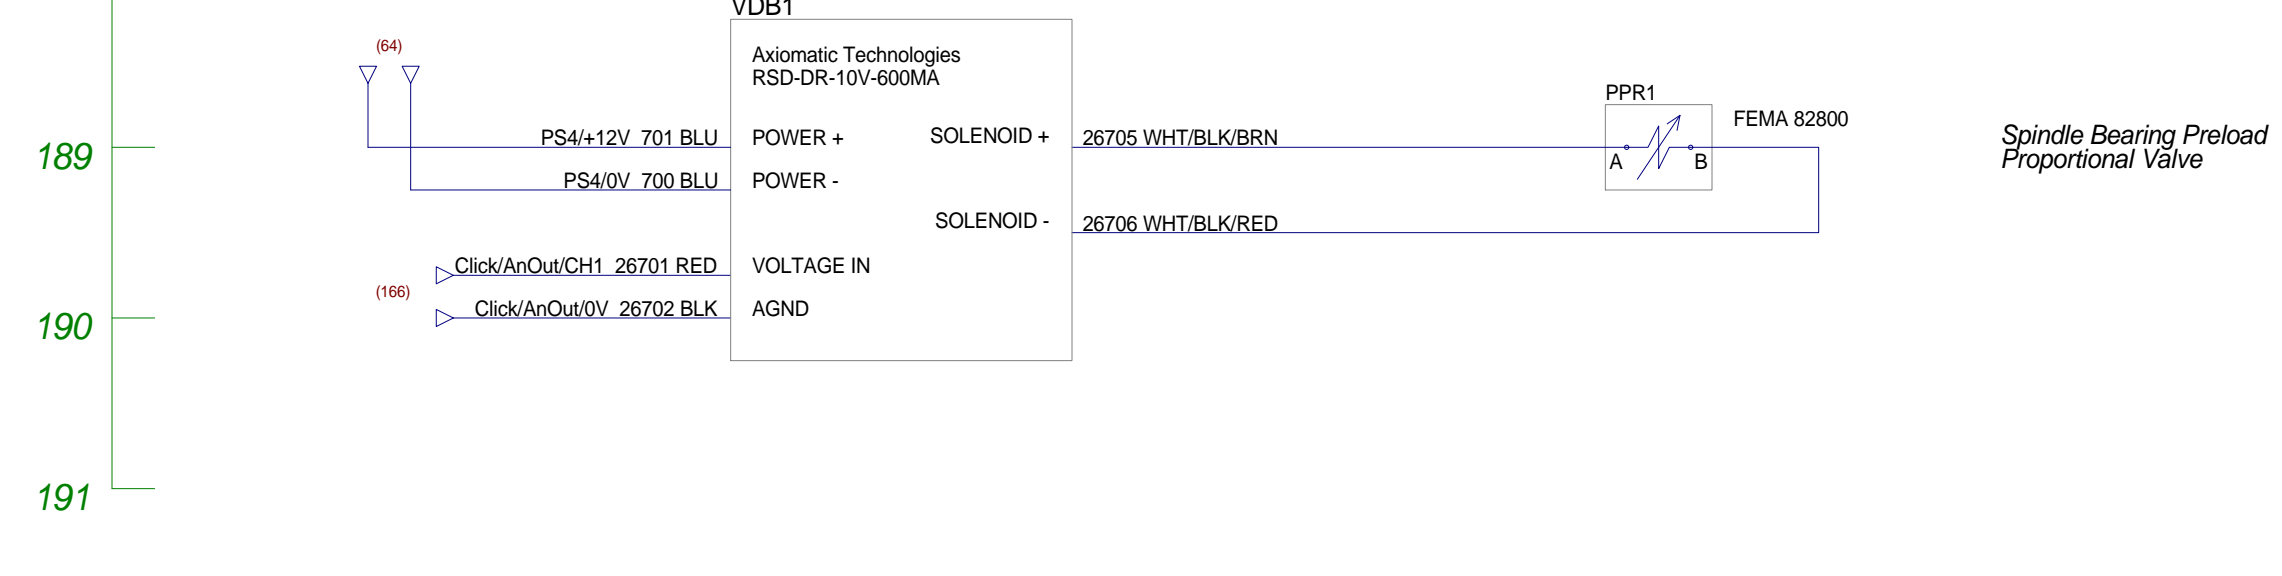 VDB1
(64)
Axiomatic Technologies
RSD-DR-10V-600MA
PPR1
FEMA 82800
189
PS4/+12V 701 BLU
POWER +
SOLENOID +
26705 WHT/BLK/BRN
A
B
Spindle Bearing Preload
Proportional Valve
PS4/0V 700 BLU
POWER -
SOLENOID -
26706 WHT/BLK/RED
Click/AnOut/CH1 26701 RED
VOLTAGE IN
(166)
190
Click/AnOut/0V 26702 BLK
AGND
191